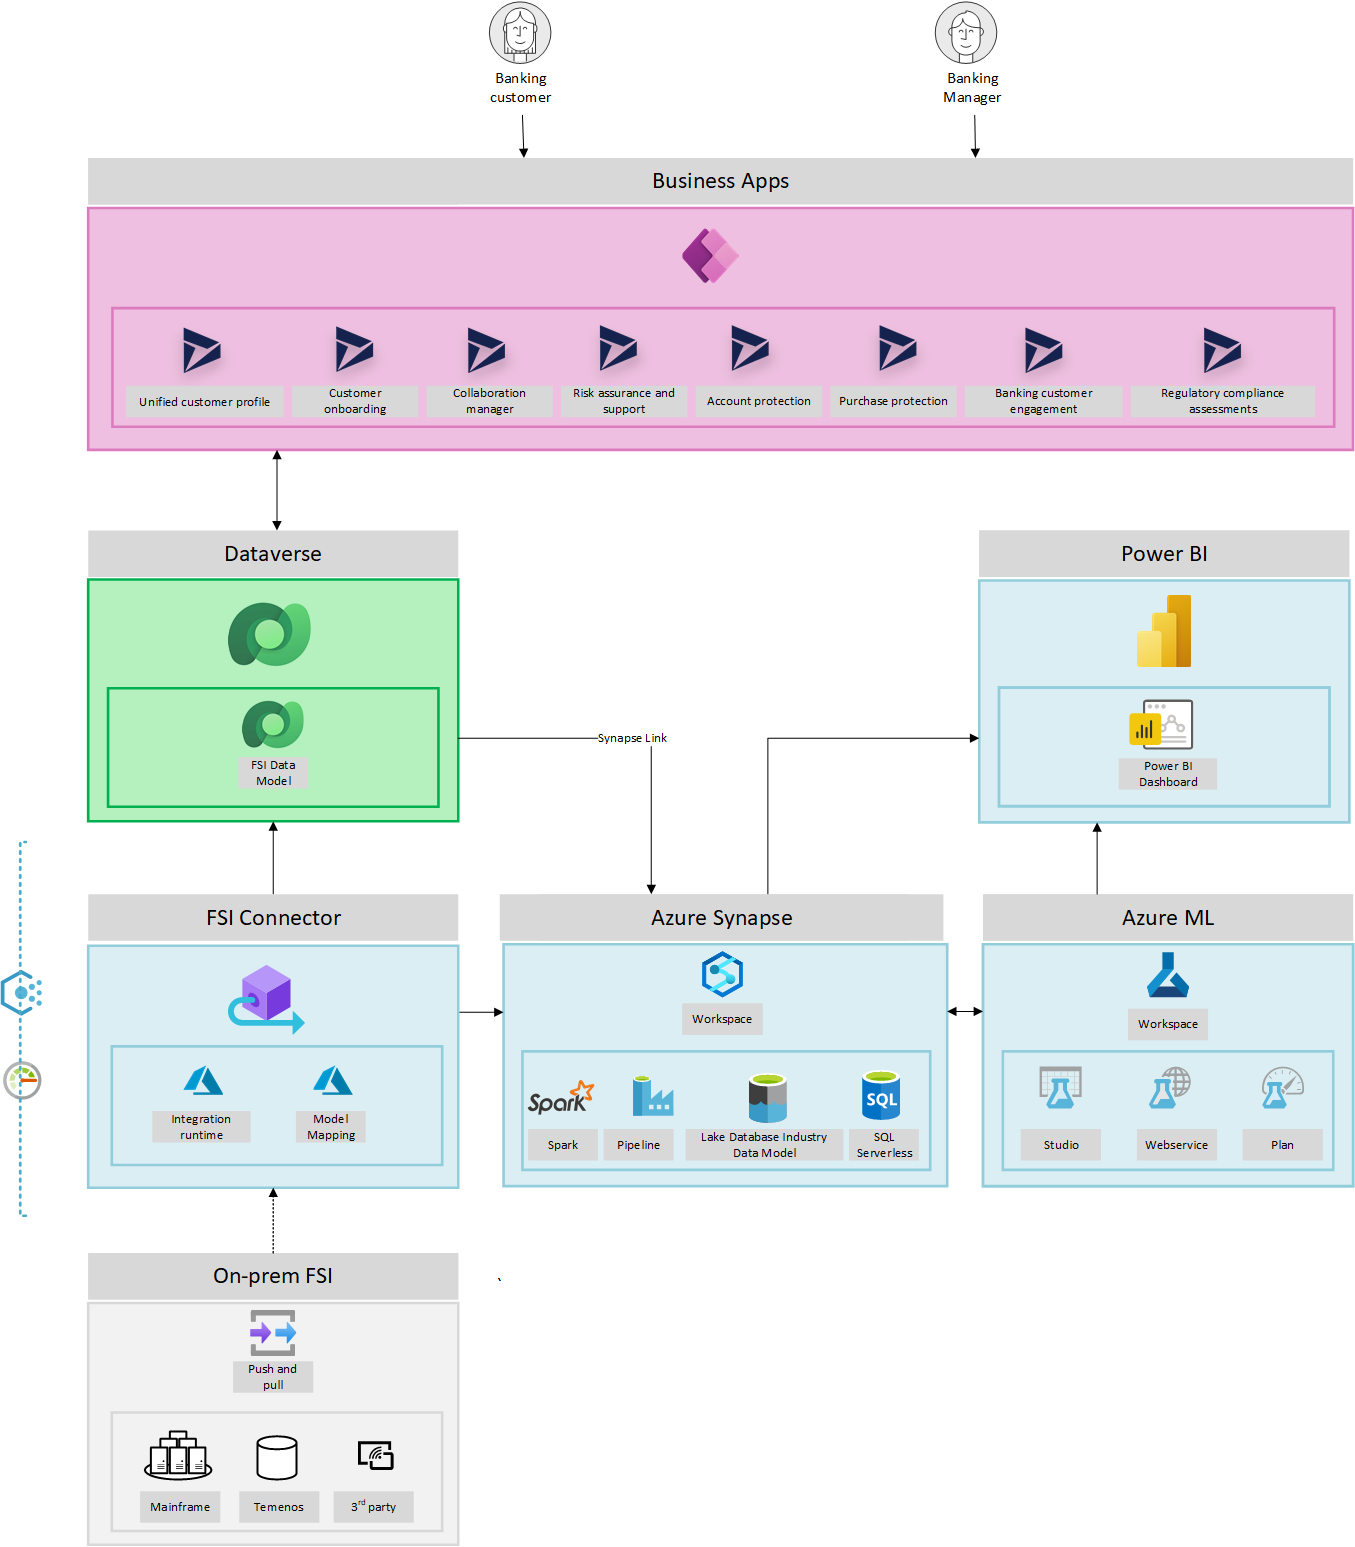 Banking
customer
Banking
Manager
Business Apps
Unified customer profile
Customer
onboarding
Collaboration
manager
Risk assurance and
support
Account protection
Purchase protection
Banking customer
engagement
Regulatory compliance
assessments
Dataverse
FSI Data
Model
Synapse Link
Power BI
Power BI
Dashboard
FSI Connector
Integration
runtime
Model
Mapping
Azure Synapse
Workspace
Spark
Spark
Pipeline
Lake Database Industry
Data Model
SQL
SQL
Serverless
Azure ML
Workspace
Studio
Webservice
Plan
On-prem FSI
`
Push and
pull
Mainframe
Temenos
3rd party